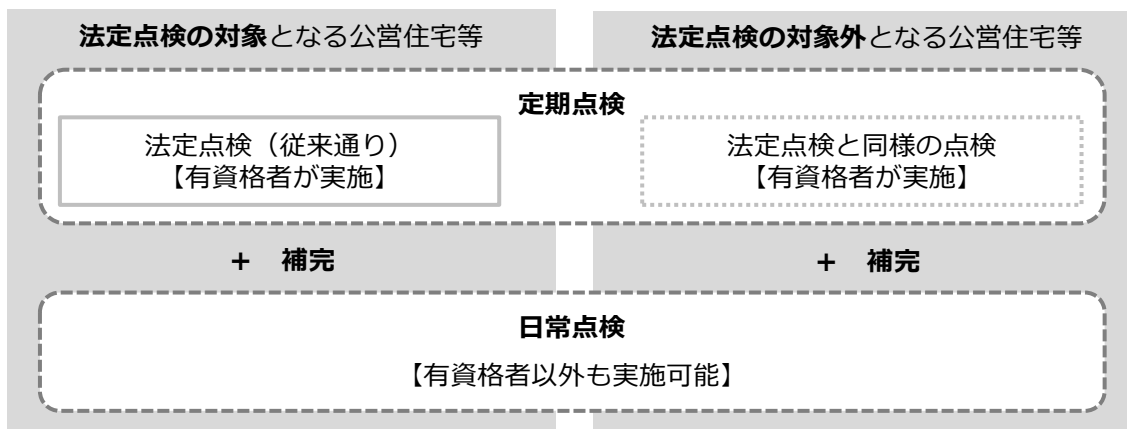 法定点検の対象となる公営住宅等
法定点検の対象外となる公営住宅等
定期点検
法定点検（従来通り）
【有資格者が実施】
法定点検と同様の点検
【有資格者が実施】
+　補完
+　補完
日常点検
【有資格者以外も実施可能】